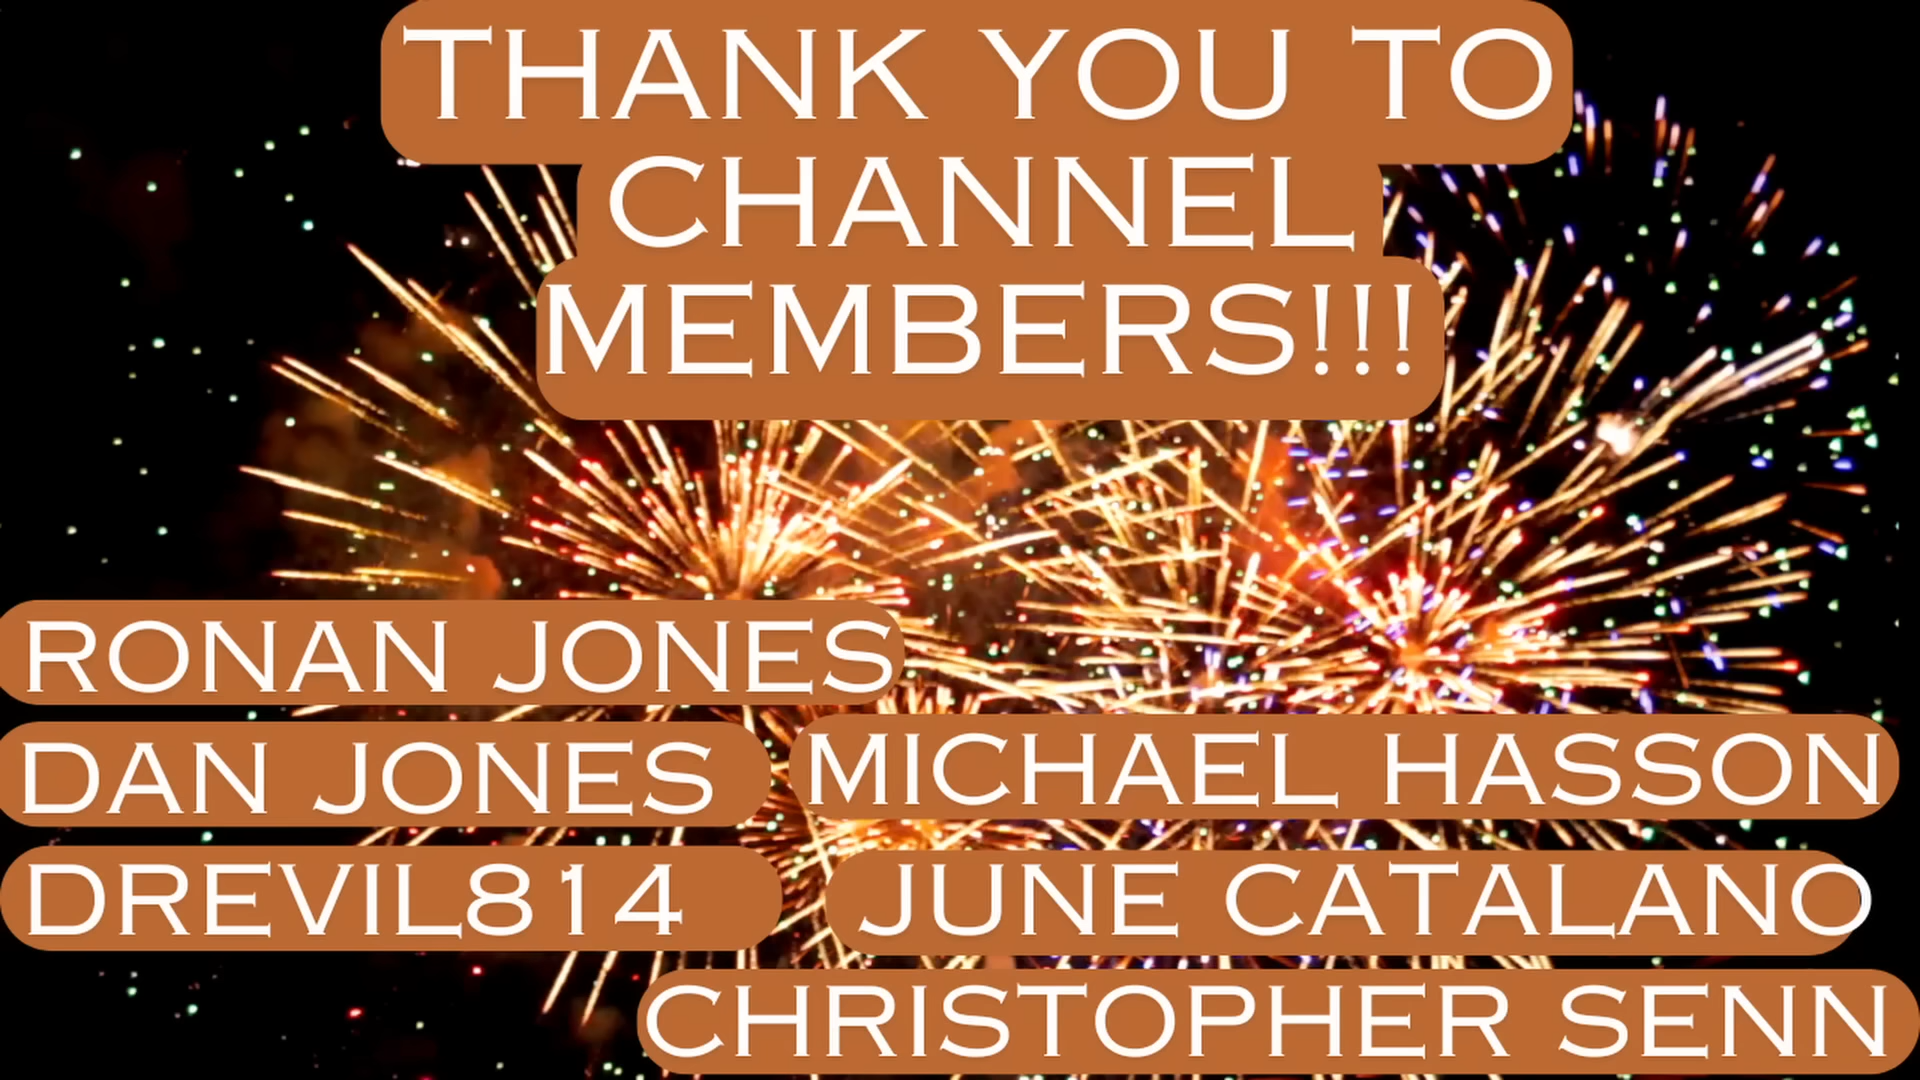 THANK YOU TO
CHANNEL
MEMBERS!!!
RONAN JONES
DAN JONES
MICHAEL HASSON
DREVIL814
JUNE CATALANO
CHRISTOPHER SENN